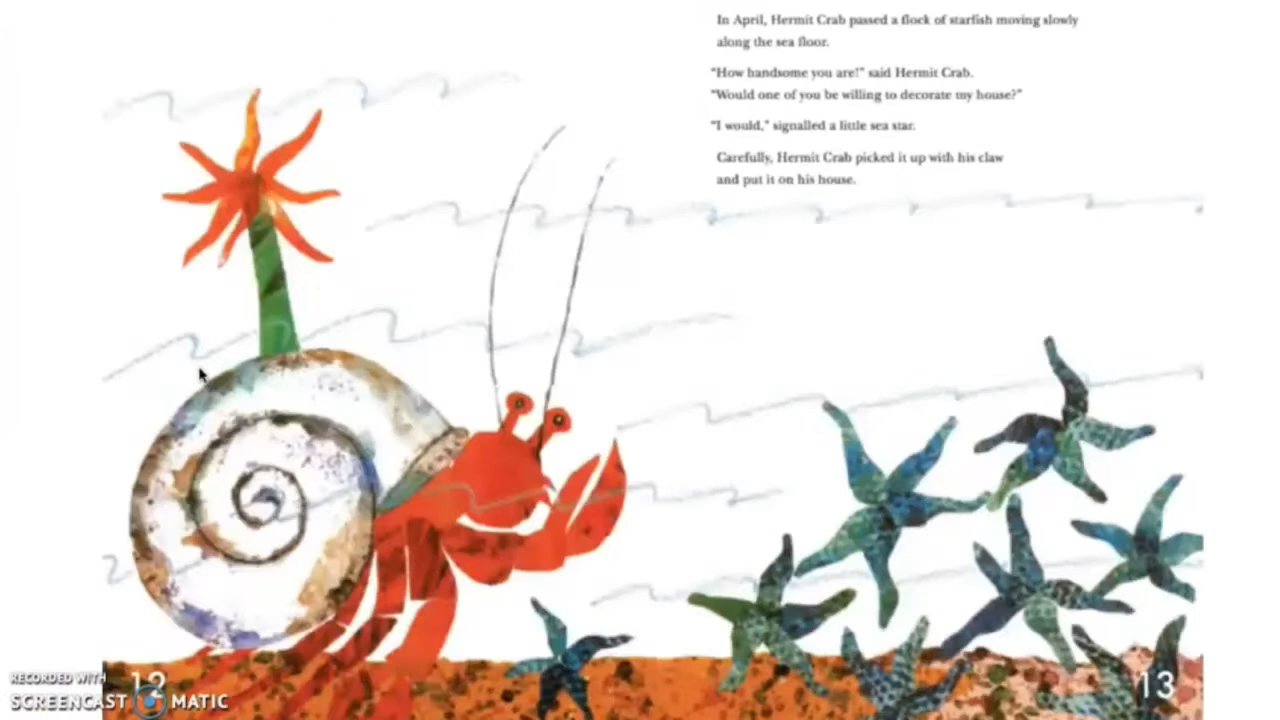 In April, Hermit Crab passed a flock of starfish moving slowly
along the sea floor.
"How handsome you are!" said Hermit Crab.
"Would one of you be willing to decorate my house?"
"I would," signalled a little sea star.
Carefully, Hermit Crab picked it up with his claw
and put it on his house.
12
13
RECORDED WITH
SCREENCAST MATIC